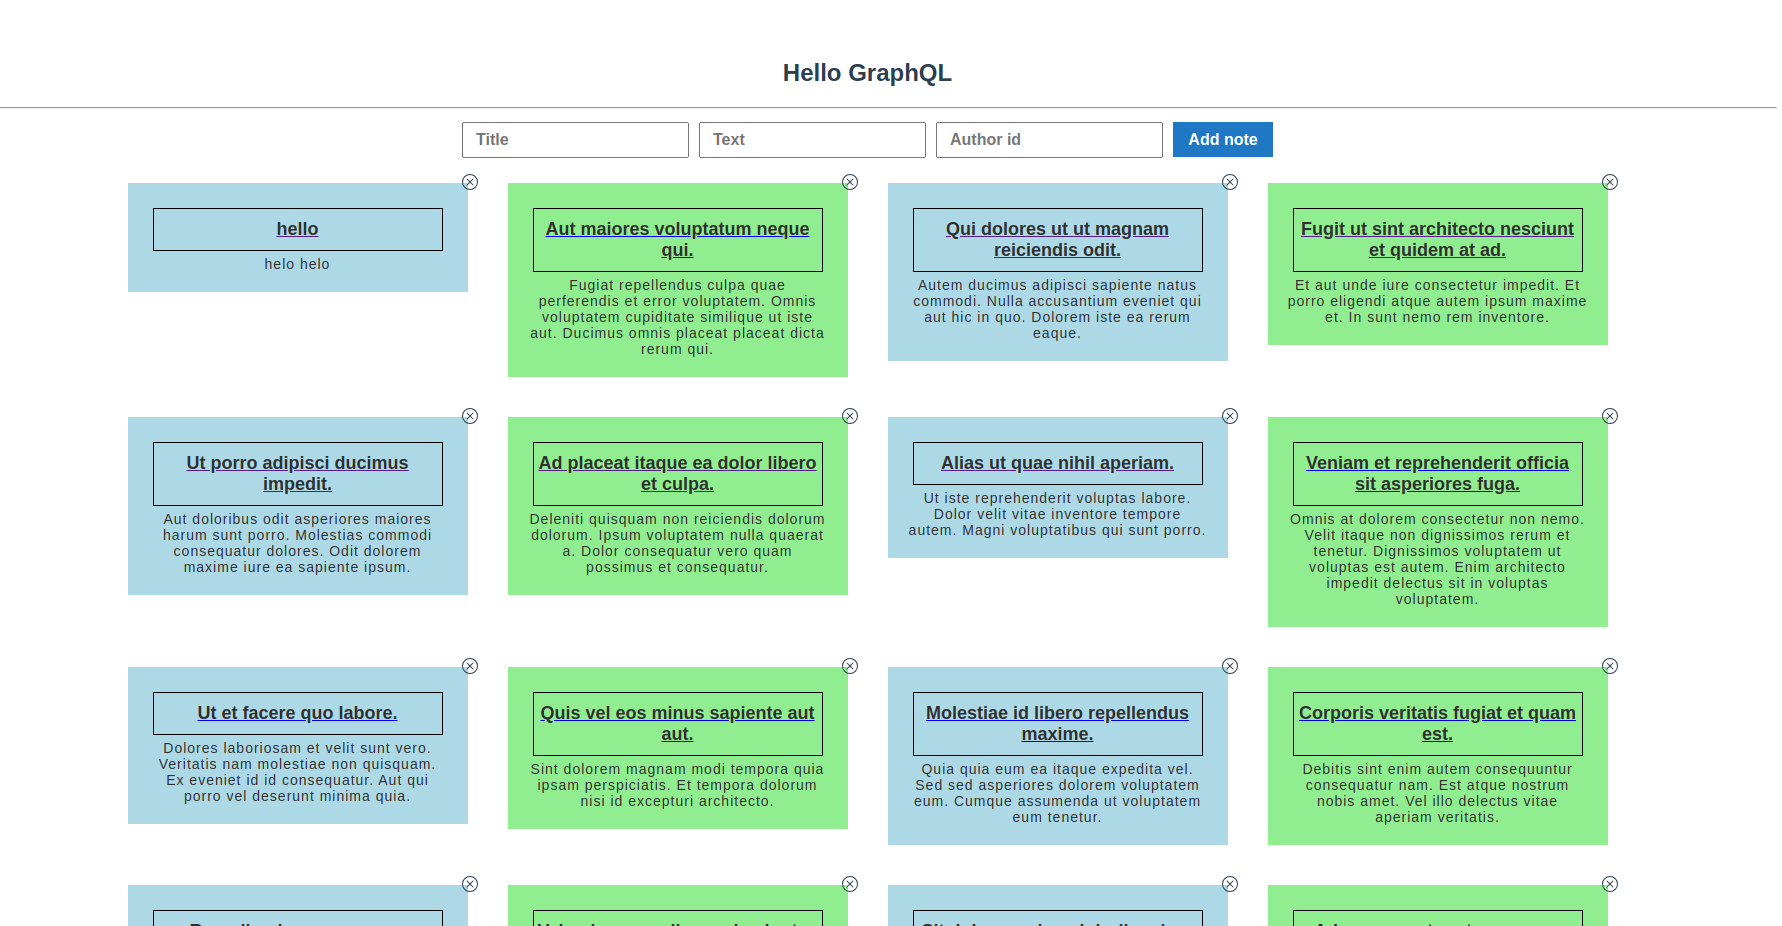 Hello GraphQL
Title
Text
Author id
Add note
hello
helo helo
Aut maiores voluptatum neque
qui.
Fugiat repellendus culpa quae
perferendis et error voluptatem. Omnis
voluptatem cupiditate similique ut iste
aut. Ducimus omnis placeat placeat dicta
rerum qui.
Qui dolores ut ut magnam
reiciendis odit.
Autem ducimus adipisci sapiente natus
commodi. Nulla accusantium eveniet qui
aut hic in quo. Dolorem iste ea rerum
eaque.
Fugit ut sint architecto nesciunt
et quidem at ad.
Et aut unde iure consectetur impedit. Et
porro eligendi atque autem ipsum maxime
et. In sunt nemo rem inventore.
Ut porro adipisci ducimus
impedit.
Aut doloribus odit asperiores maiores
harum sunt porro. Molestias commodi
consequatur dolores. Odit dolorem
maxime iure ea sapiente ipsum.
Ad placeat itaque ea dolor libero
et culpa.
Deleniti quisquam non reiciendis dolorum
dolorum. Ipsum voluptatem nulla quaerat
a. Dolor consequatur vero quam
possimus et consequatur.
Alias ut quae nihil aperiam.
Ut iste reprehenderit voluptas labore.
Dolor velit vitae inventore tempore
autem. Magni voluptatibus qui sunt porro.
Veniam et reprehenderit officia
sit asperiores fuga.
Omnis at dolorem consectetur non nemo.
Velit itaque non dignissimos rerum et
tenetur. Dignissimos voluptatem ut
voluptas est autem. Enim architecto
impedit delectus sit in voluptas
voluptatem.
Ut et facere quo labore.
Dolores laboriosam et velit sunt vero.
Veritatis nam molestiae non quisquam.
Ex eveniet id id consequatur. Aut qui
porro vel deserunt minima quia.
Quis vel eos minus sapiente aut
aut.
Sint dolorem magnam modi tempora quia
ipsam perspiciatis. Et tempora dolorum
nisi id excepturi architecto.
Molestiae id libero repellendus
maxime.
Quia quia eum ea itaque expedita vel.
Sed sed asperiores dolorem voluptatem
eum. Cumque assumenda ut voluptatem
eum tenetur.
Corporis veritatis fugiat et quam
est.
Debitis sint enim autem consequuntur
consequatur nam. Est atque nostrum
nobis amet. Vel illo delectus vitae
aperiam veritatis.